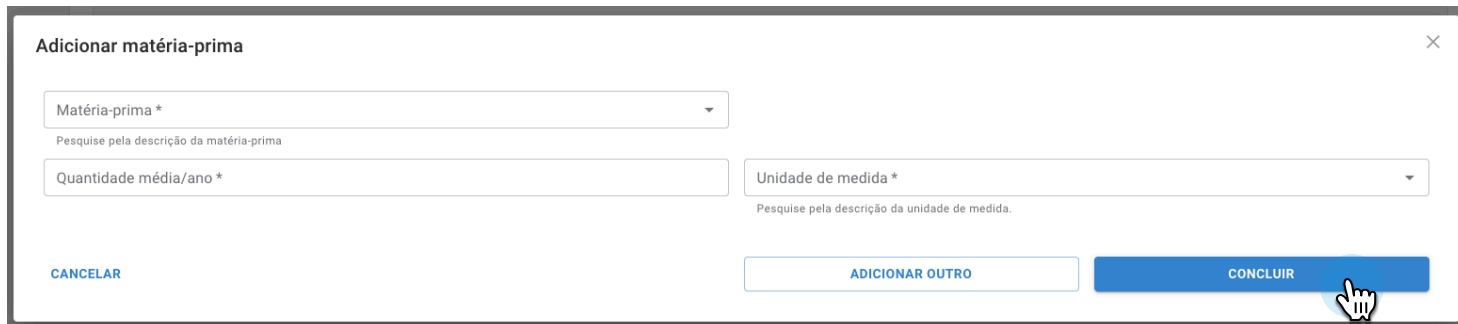 Adicionar matéria-prima
Matéria-prima *
Pesquise pela descrição da matéria-prima
Quantidade média/ano *
Unidade de medida *
Pesquise pela descrição da unidade de medida.
CANCELAR
ADICIONAR OUTRO
CONCLUIR